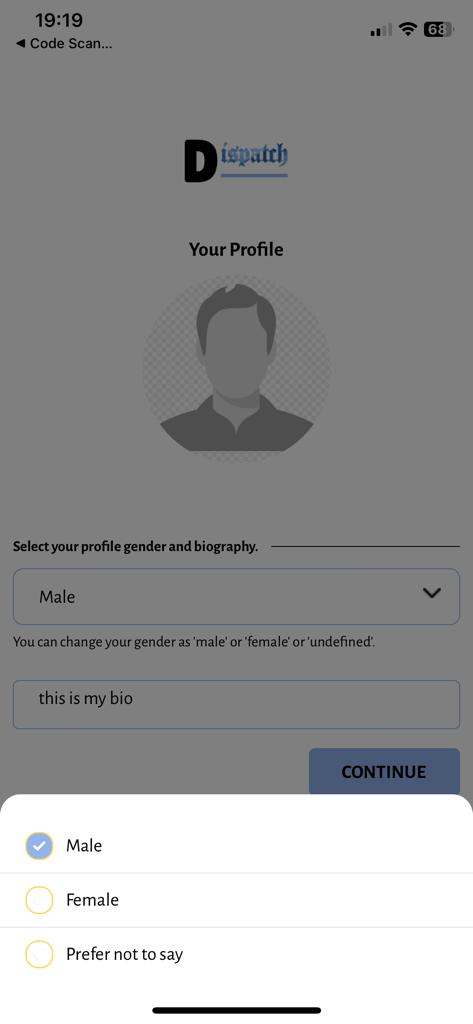 19:19
68
◀ Code Scan...
Dispatch
Your Profile
Select your profile gender and biography.
Male
You can change your gender as 'male' or 'female' or 'undefined'.
this is my bio
CONTINUE
Male
Female
Prefer not to say